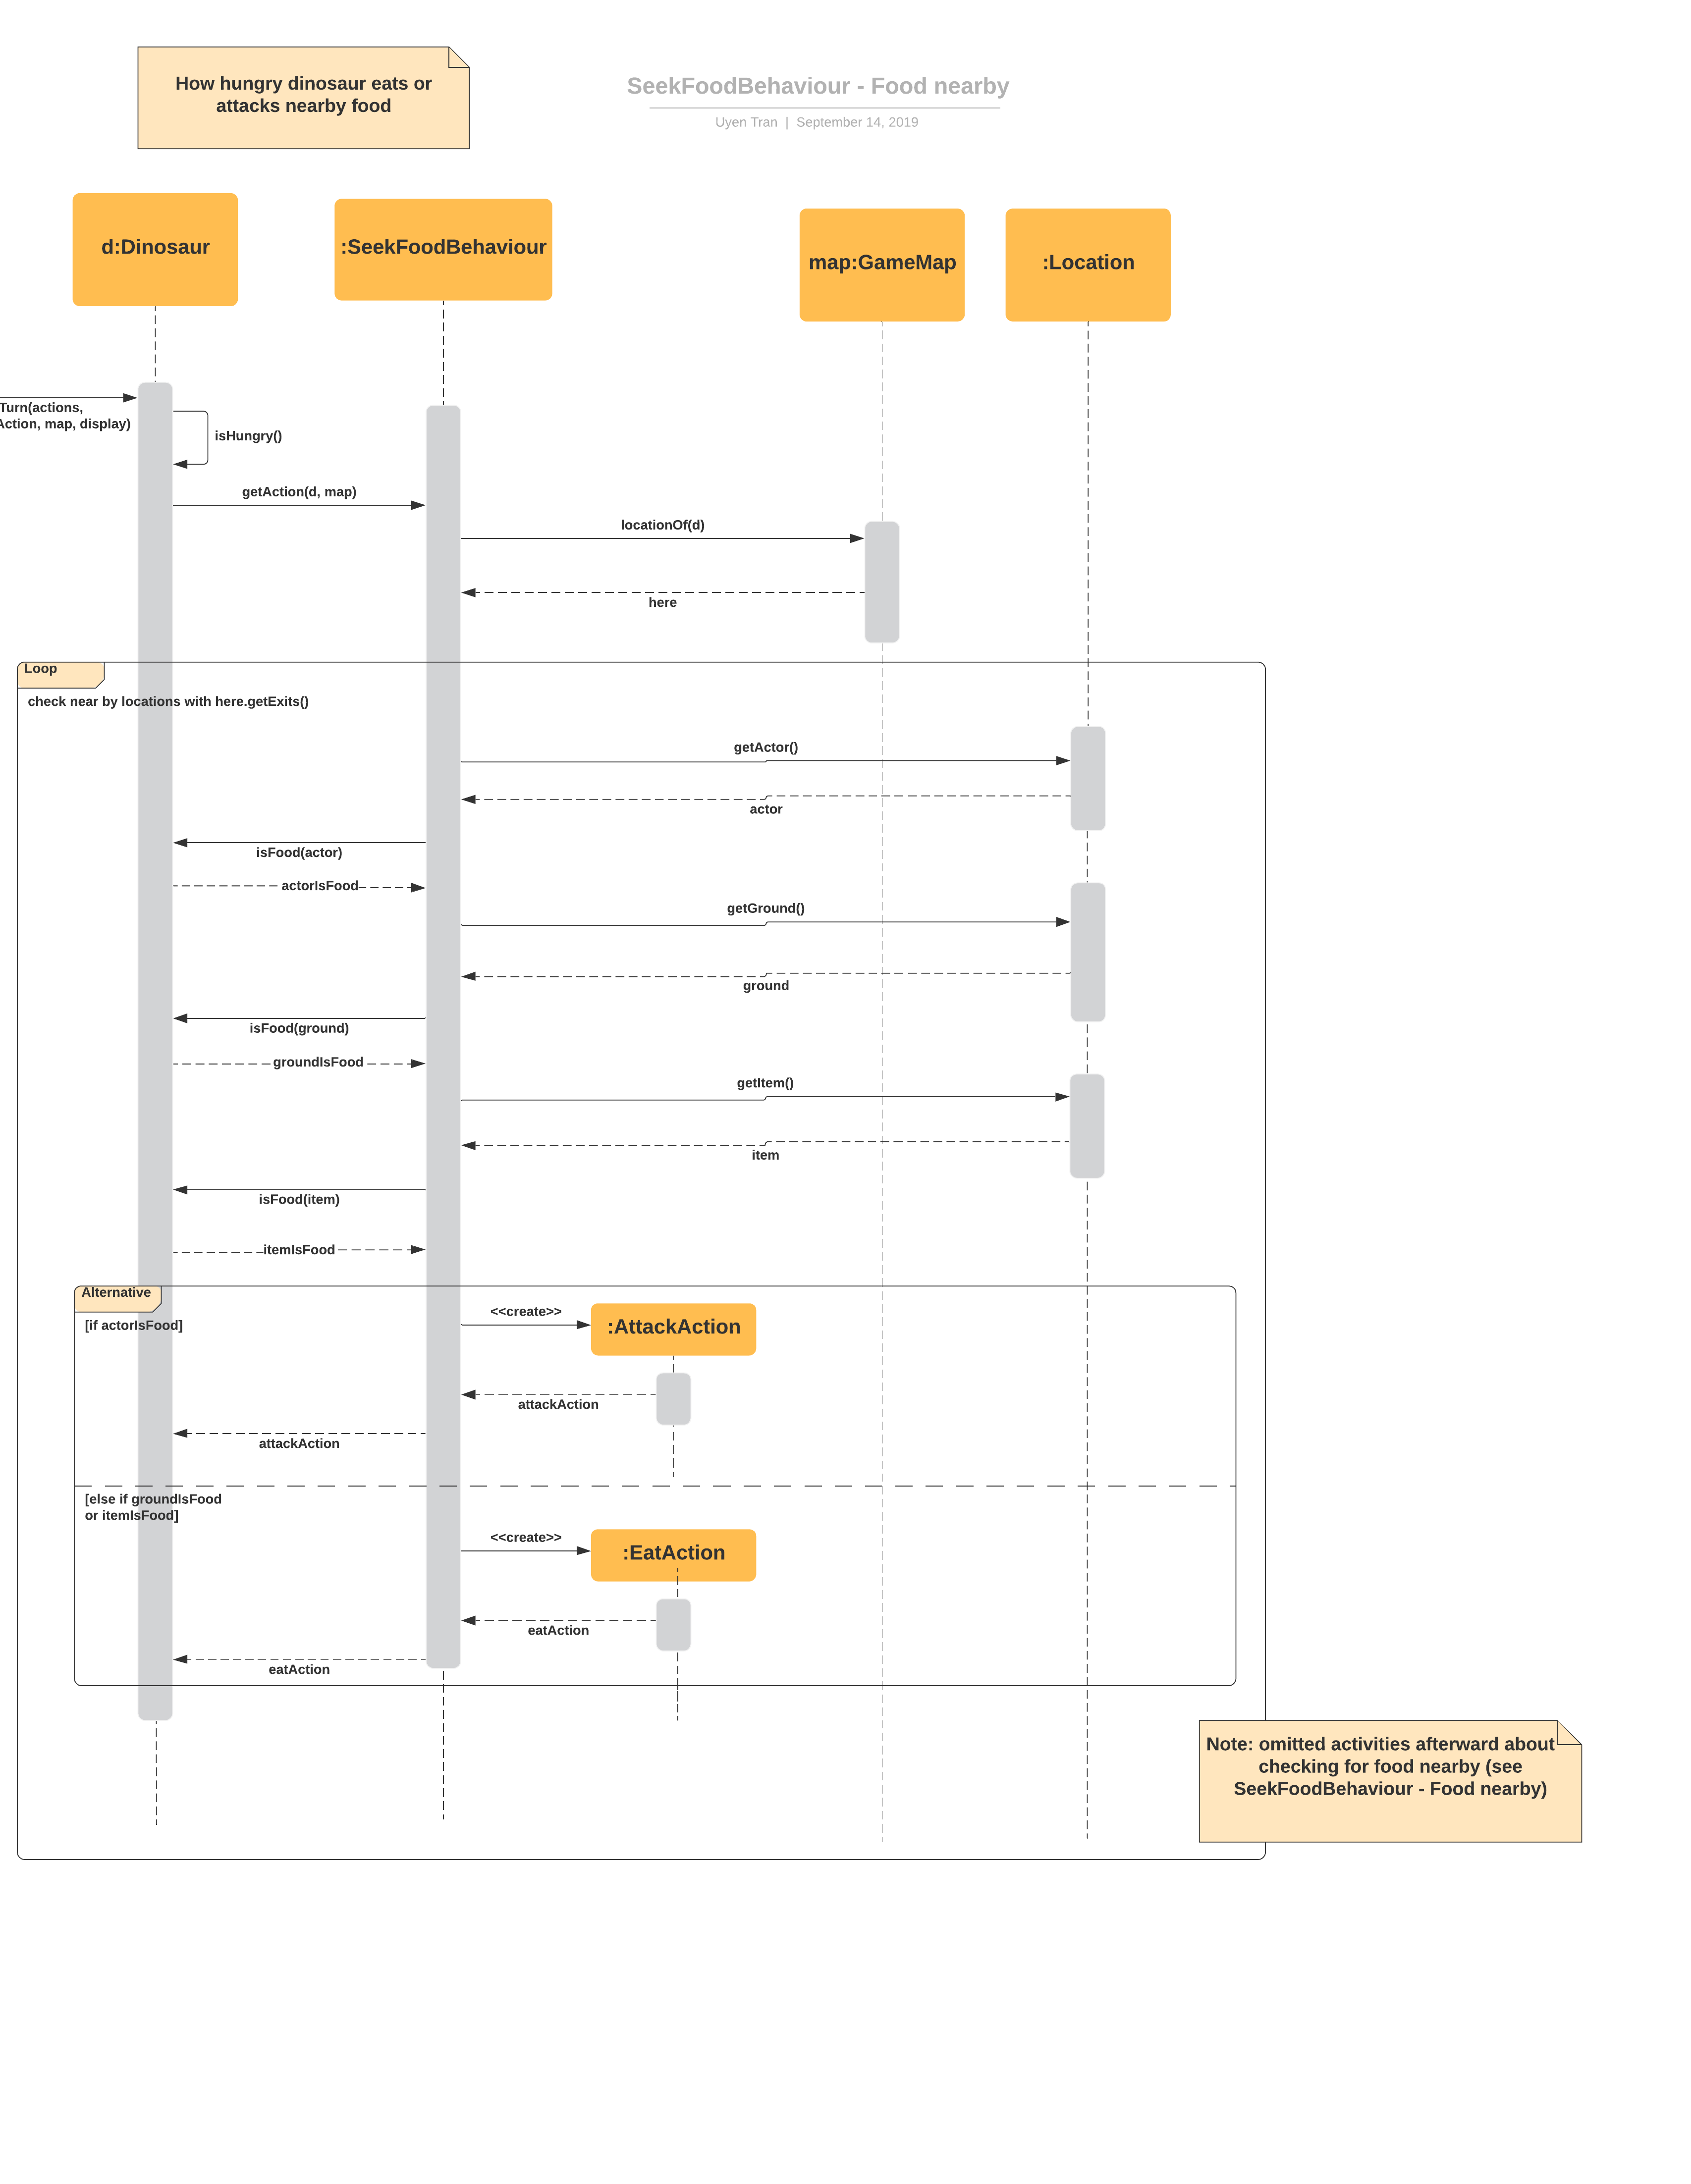 How hungry dinosaur eats or
attacks nearby food
SeekFoodBehaviour - Food nearby
Uyen Tran | September 14, 2019
d:Dinosaur
:SeekFoodBehaviour
map:GameMap
:Location
Turn(actions,
Action, map, display)
isHungry()
getAction(d, map)
locationOf(d)
here
Loop
check near by locations with here.getExits()
getActor()
actor
isFood(actor)
actorIsFood
getGround()
ground
isFood(ground)
groundIsFood
getItem()
item
isFood(item)
itemIsFood
Alternative
[if actorIsFood]
<<create>>
:AttackAction
attackAction
attackAction
[else if groundIsFood
or itemIsFood]
<<create>>
:EatAction
eatAction
eatAction
Note: omitted activities afterward about
checking for food nearby (see
SeekFoodBehaviour - Food nearby)